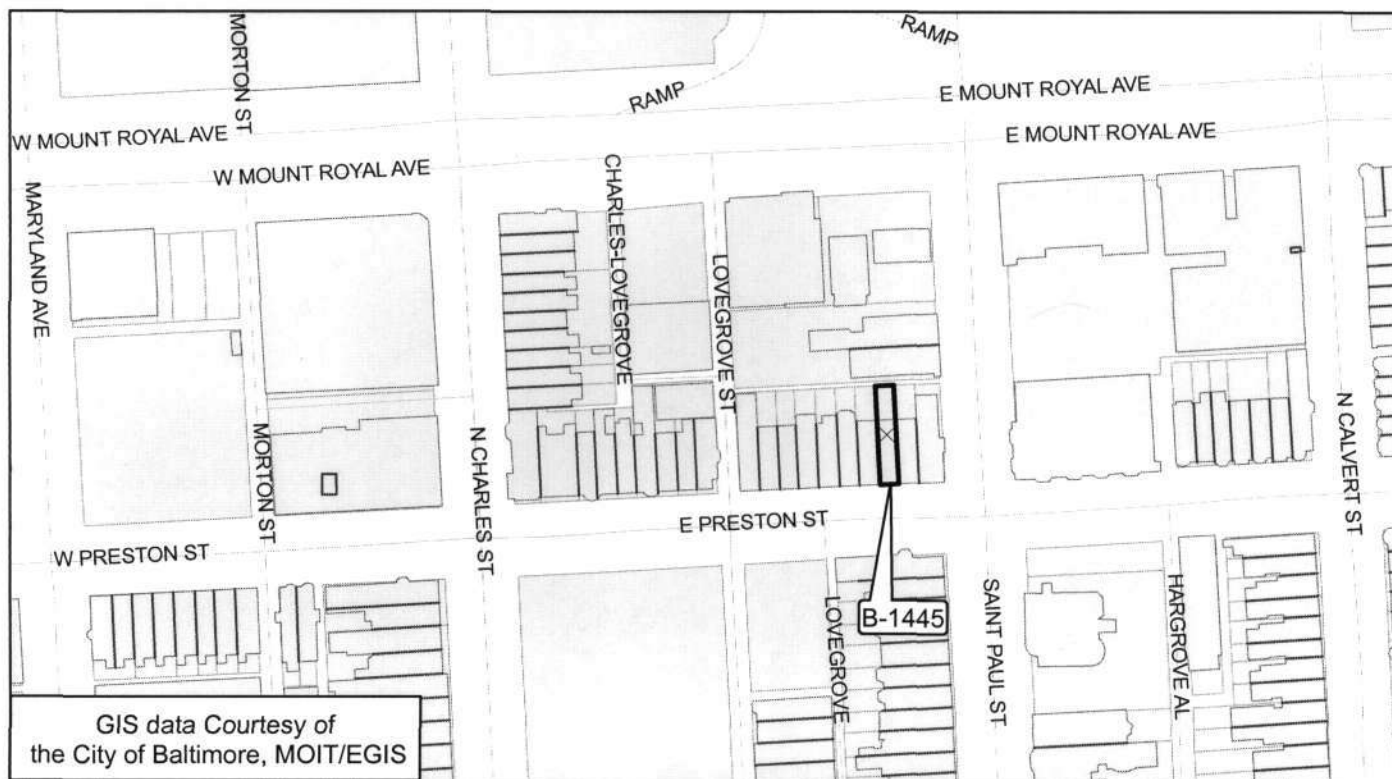 MORTON ST
RAMP
RAMP
E MOUNT ROYAL AVE
W MOUNT ROYAL AVE
E MOUNT ROYAL AVE
W MOUNT ROYAL AVE
MARYLAND AVE
CHARLES-LOVEGROVE
LOVEGROVE ST
MORTON ST
N CHARLES ST
N CALVERT ST
E PRESTON ST
W PRESTON ST
B-1445
LOVEGROVE
SAINT PAUL ST
HARGROVE AL
GIS data Courtesy of
the City of Baltimore, MOIT/EGIS